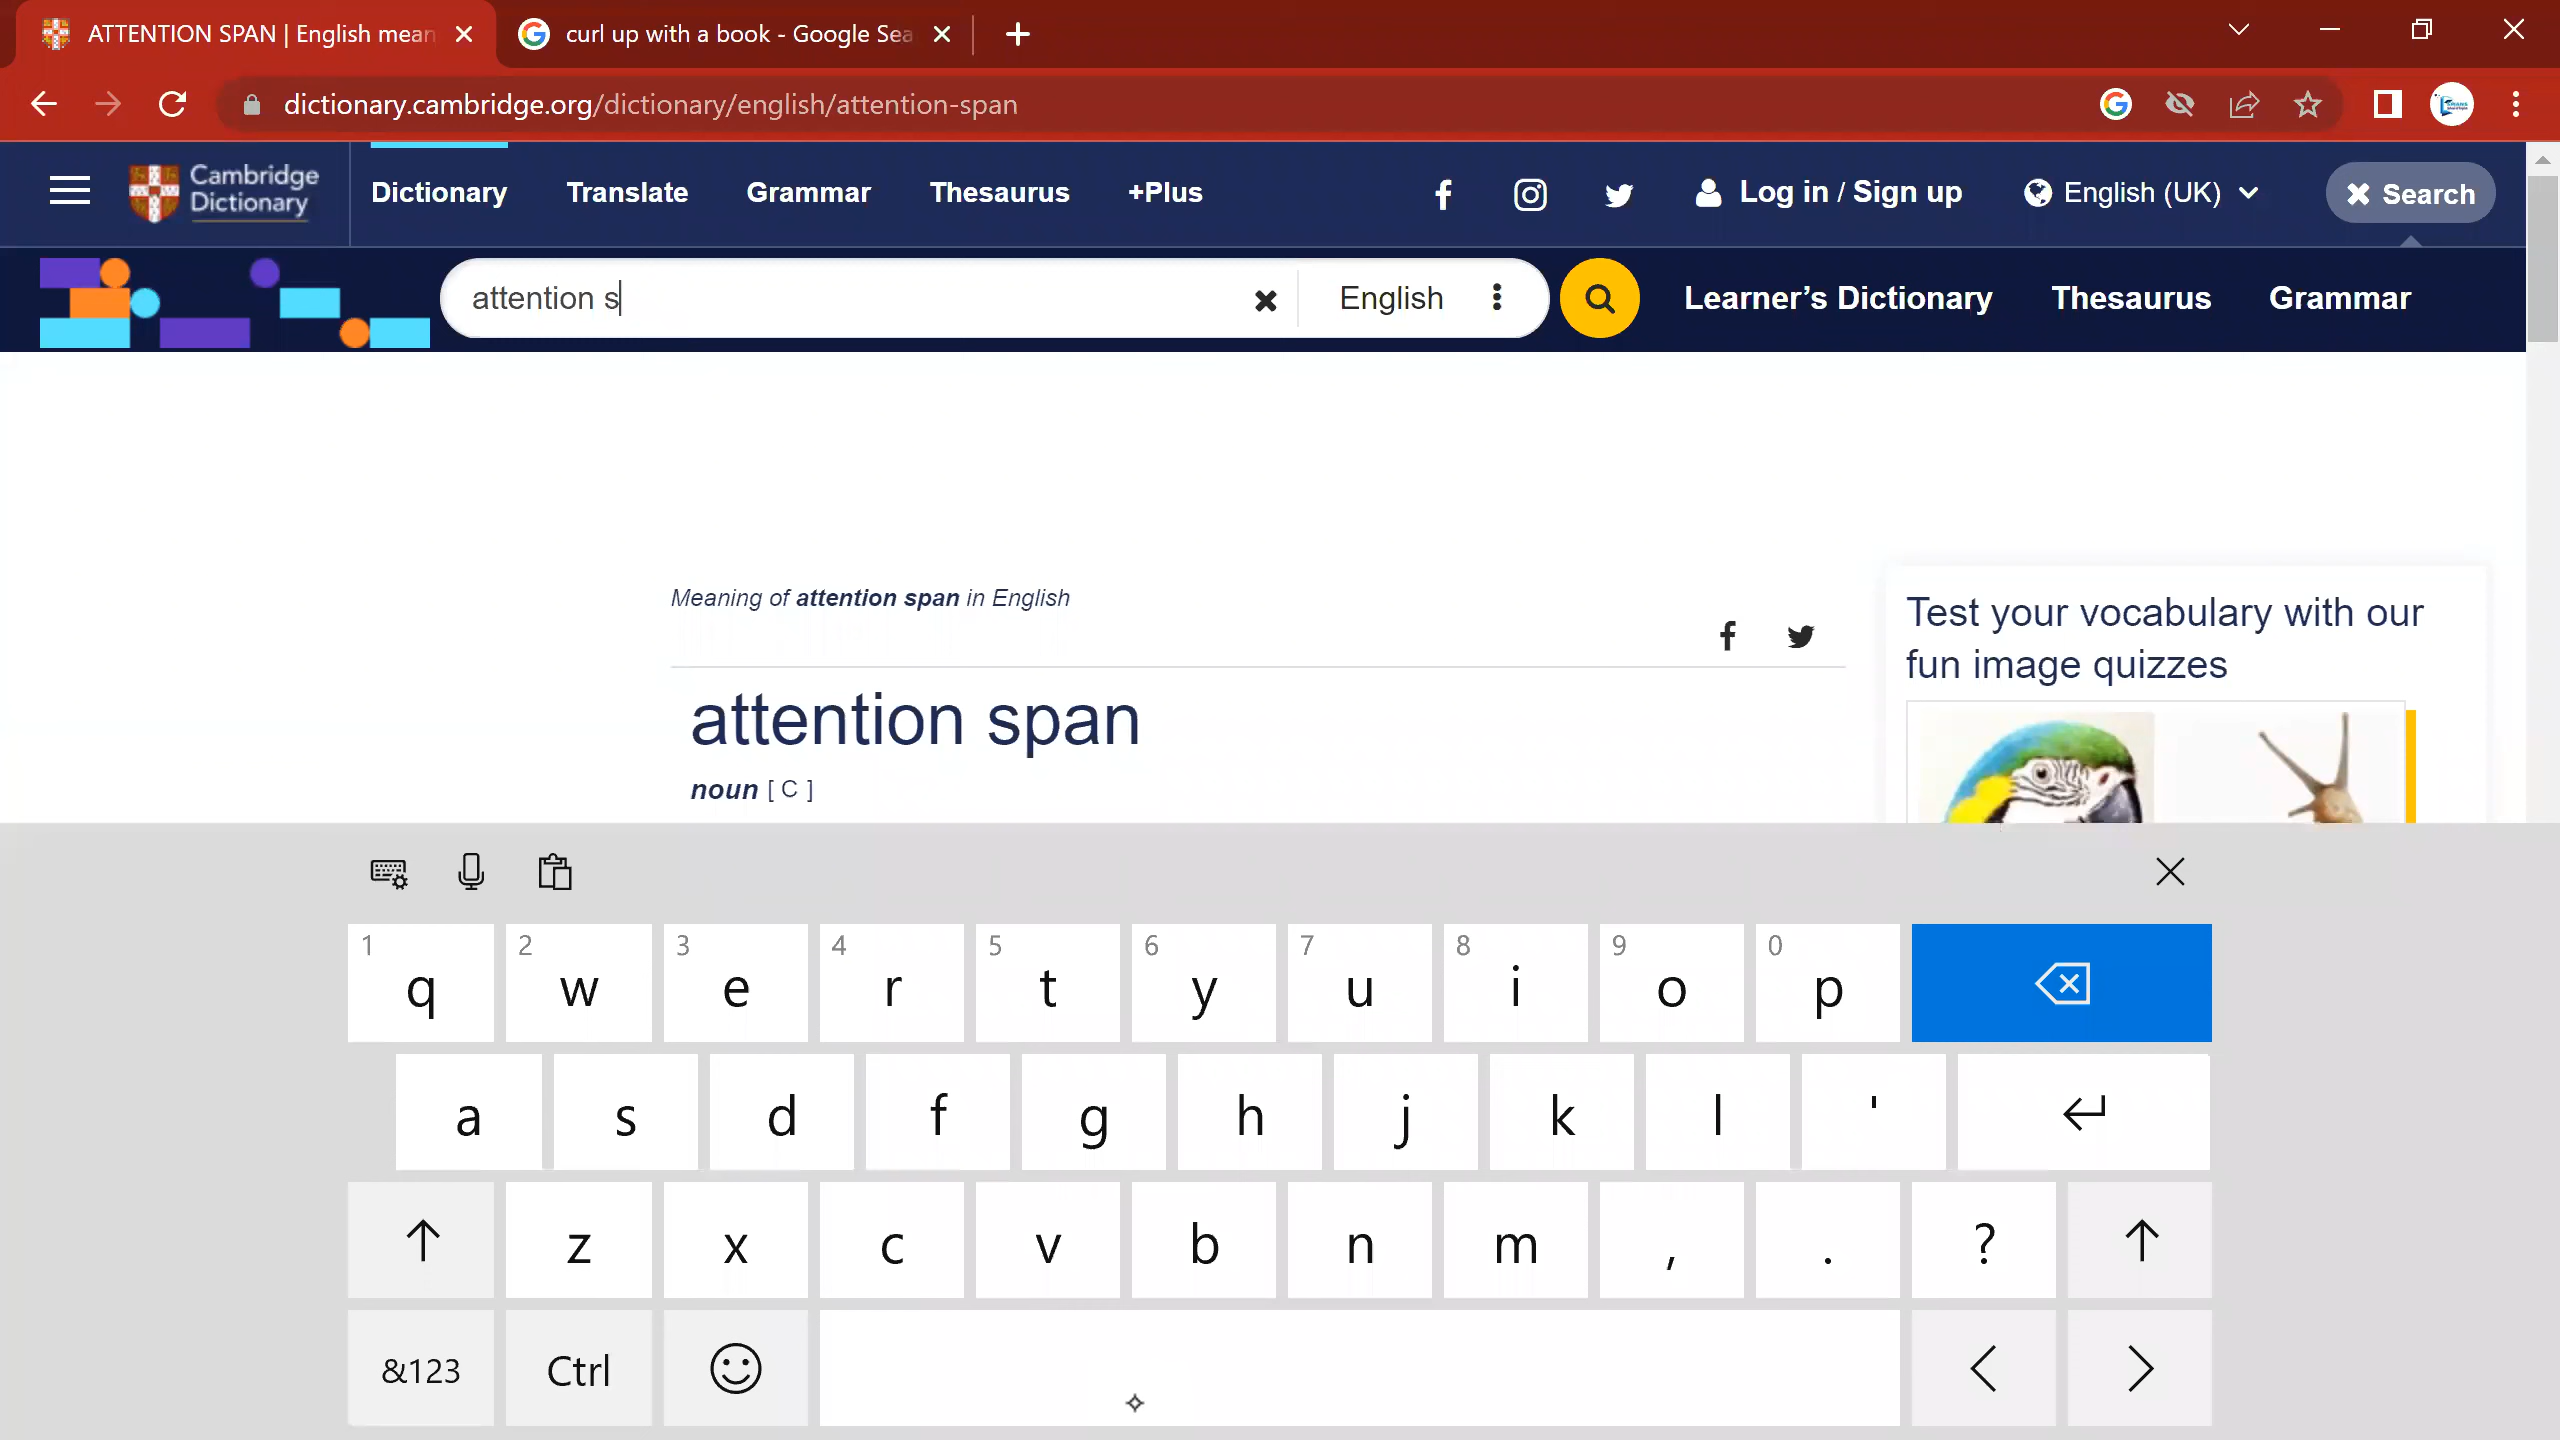 ATTENTION SPAN | English mean
curl up with a book - Google Sea
dictionary.cambridge.org/dictionary/english/attention-span
Cambridge
Dictionary
Dictionary Translate Grammar Thesaurus +Plus
Log in / Sign up
English (UK)
Search
attention s
English
Learner's Dictionary Thesaurus Grammar
Meaning of attention span in English
attention span
noun [ C ]
Test your vocabulary with our
fun image quizzes
1 2 3 4 5 6 7 8 9 0
q w e r t y u i o p
a s d f g h j k l '
z x c v b n m , . ?
&123 Ctrl